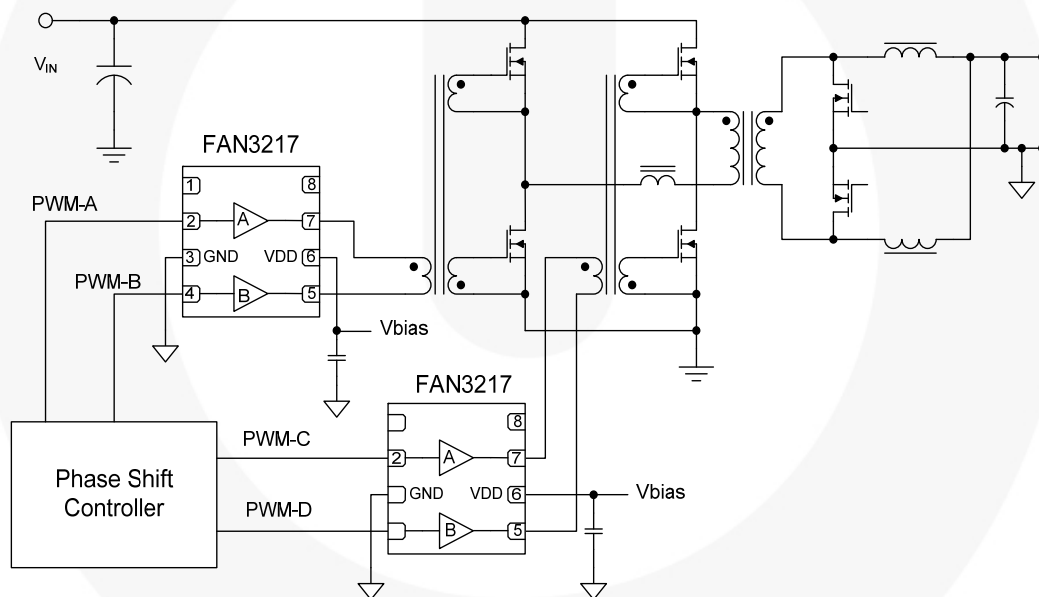 VIN
FAN3217
1
8
PWM-A
2
A
7
3
GND
VDD
6
PWM-B
4
B
5
Vbias
FAN3217
8
PWM-C
2
A
7
Phase Shift
Controller
GND
VDD
6
Vbias
PWM-D
B
5